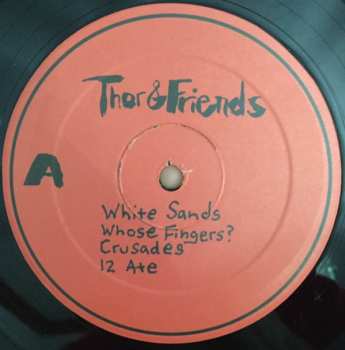 Thor & Friends
A
White Sands
Whose Fingers?
Crusades
12 Ate